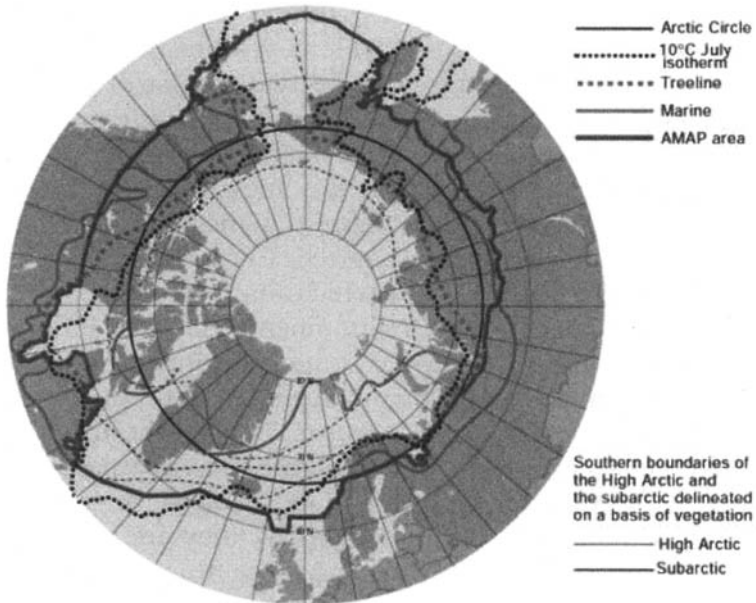 Arctic Circle
10°C July
isotherm
Treeline
Marine
AMAP area
Southern boundaries of
the High Arctic and
the subarctic delineated
on a basis of vegetation
High Arctic
Subarctic
60°N